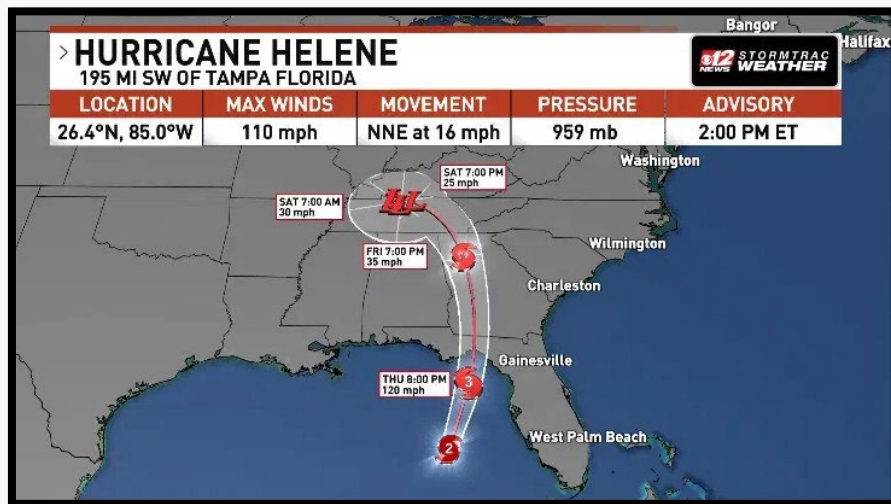 Bangor
Halifax
> HURRICANE HELENE
195 MI SW OF TAMPA FLORIDA
12 NEWS STORMTRAC WEATHER
LOCATION MAX WINDS MOVEMENT PRESSURE ADVISORY
26.4°N, 85.0°W 110 mph NNE at 16 mph 959 mb 2:00 PM ET
Washington
SAT 7:00 PM
25 mph
SAT 7:00 AM
30 mph
L L
FRI 7:00 PM
35 mph
Wilmington
Charleston
Gainesville
THU 8:00 PM
120 mph
3
West Palm Beach
2